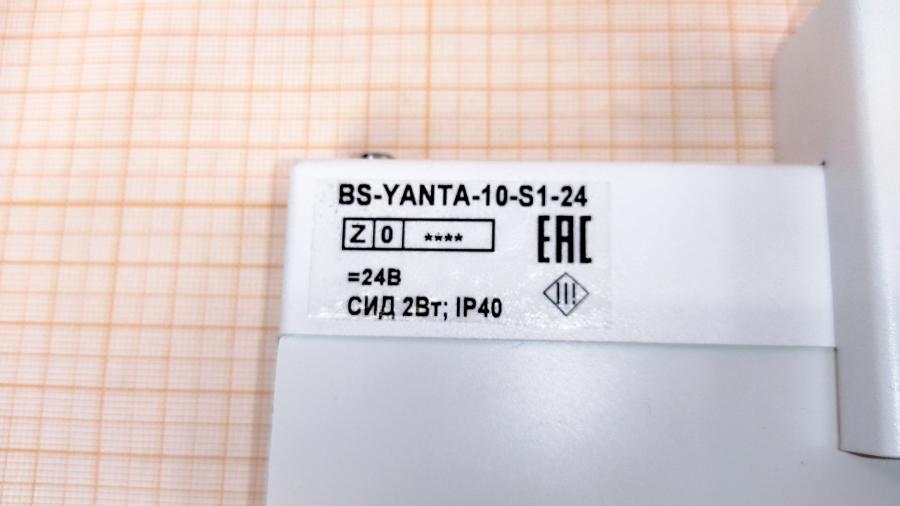 BS-YANTA-10-S1-24
Z 0 ****
EAC
=24В
СИД 2Вт; IP40